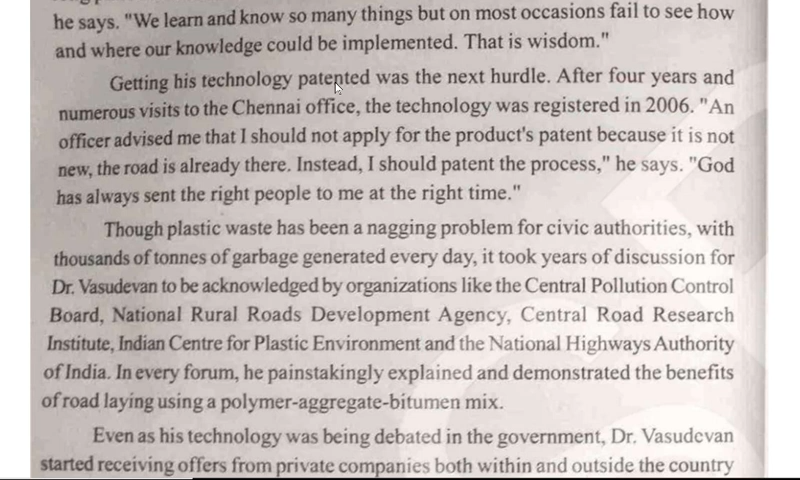 he says. "We learn and know so many things but on most occasions fail to see how
and where our knowledge could be implemented. That is wisdom."
Getting his technology patented was the next hurdle. After four years and
numerous visits to the Chennai office, the technology was registered in 2006. "An
officer advised me that I should not apply for the product's patent because it is not
new, the road is already there. Instead, I should patent the process," he says. "God
has always sent the right people to me at the right time."
Though plastic waste has been a nagging problem for civic authorities, with
thousands of tonnes of garbage generated every day, it took years of discussion for
Dr. Vasudevan to be acknowledged by organizations like the Central Pollution Control
Board, National Rural Roads Development Agency, Central Road Research
Institute, Indian Centre for Plastic Environment and the National Highways Authority
of India. In every forum, he painstakingly explained and demonstrated the benefits
of road laying using a polymer-aggregate-bitumen mix.
Even as his technology was being debated in the government, Dr. Vasudevan
started receiving offers from private companies both within and outside the country